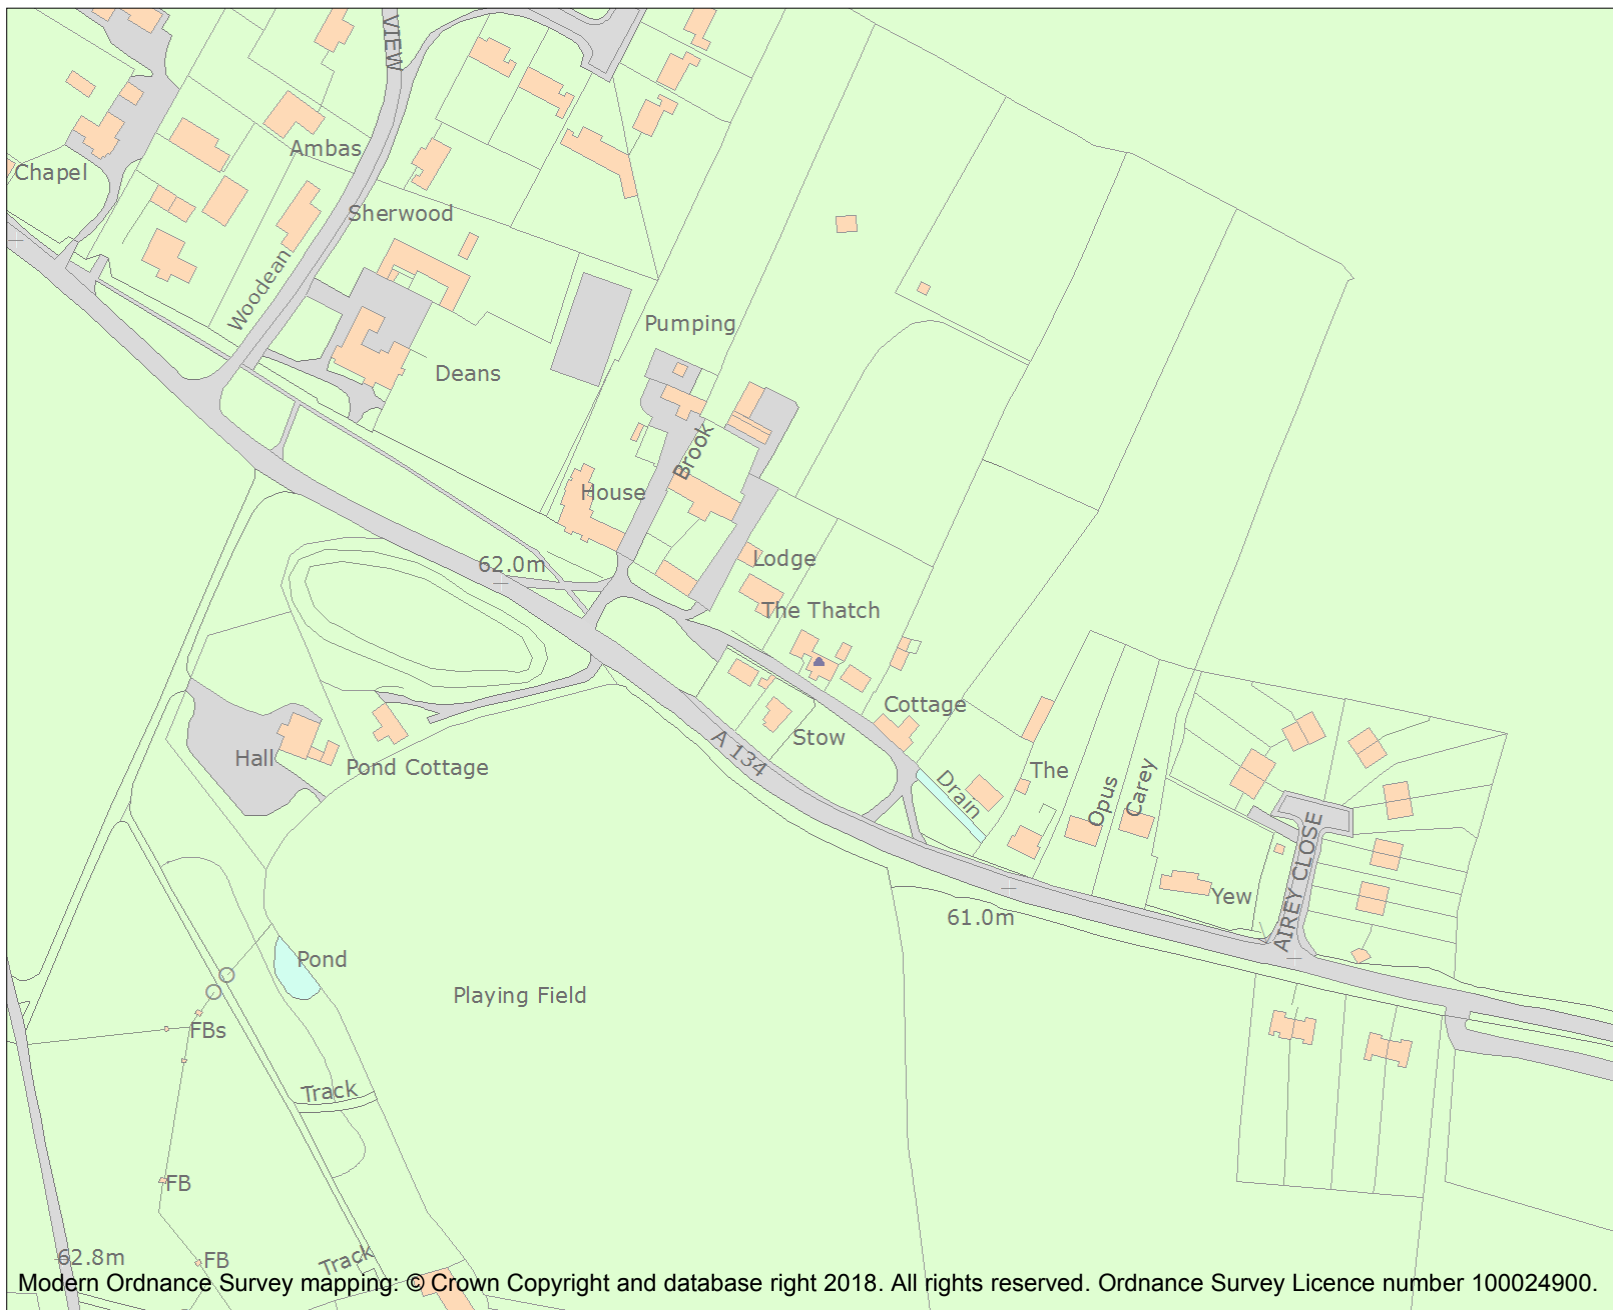 VIEW
Ambas
Chapel
Sherwood
Woodean
Pumping
Deans
Brook
House
62.0m
Lodge
The Thatch
Cottage
Stow
A 134
Hall
Pond Cottage
Drain
The
Opus
Carey
AIREY CLOSE
Yew
61.0m
Pond
Playing Field
FBs
Track
FB
62.8m
FB
Track
Modern Ordnance Survey mapping: © Crown Copyright and database right 2018. All rights reserved. Ordnance Survey Licence number 100024900.